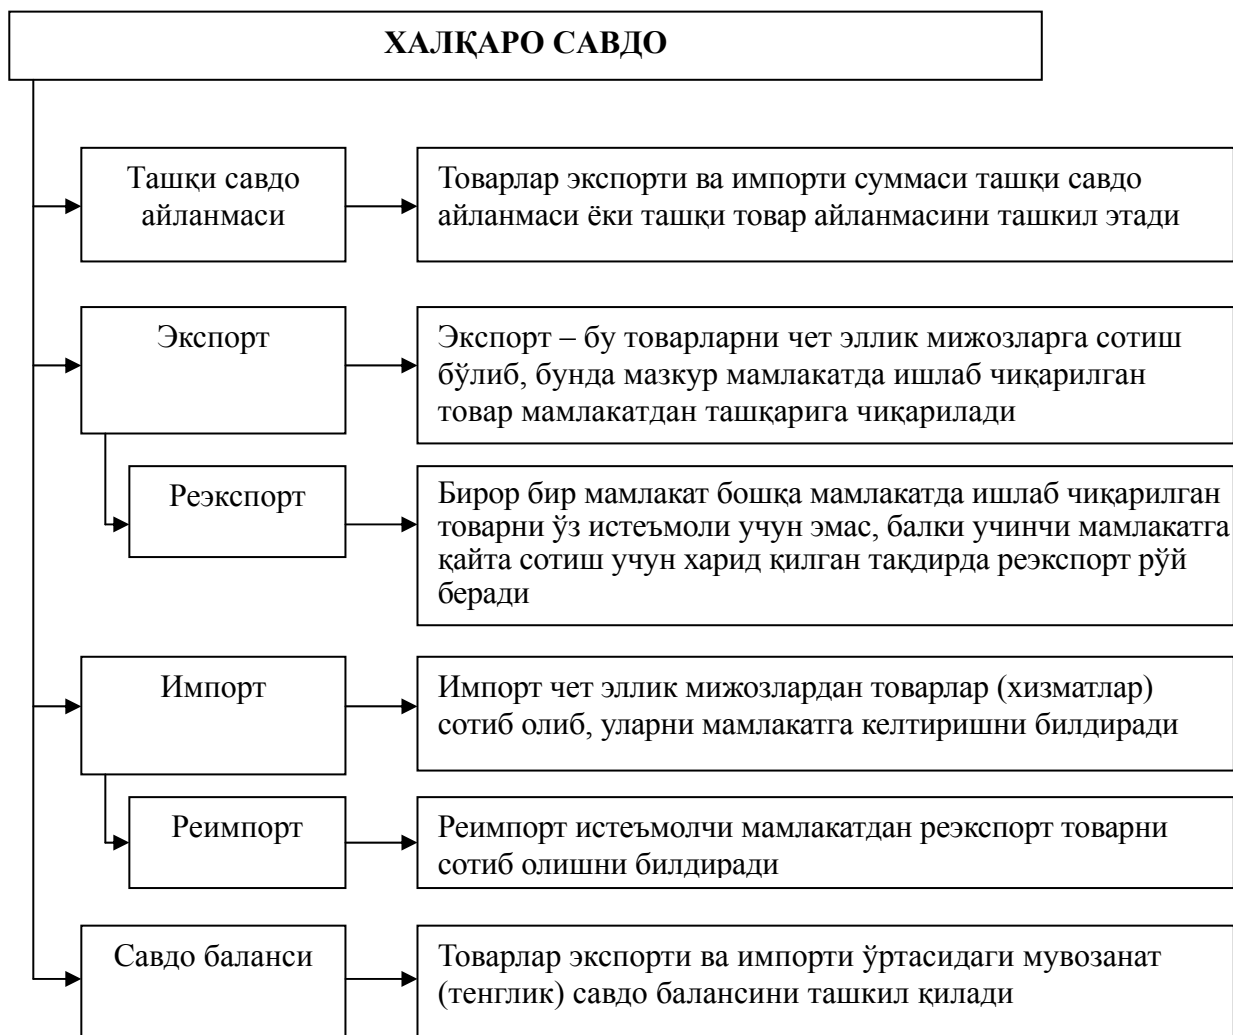 ХАЛҚАРО САВДО
Ташқи савдо
айланмаси
Товарлар экспорти ва импорти суммаси ташқи савдо
айланмаси ёки ташқи товар айланмасини ташкил этади
Экспорт
Экспорт – бу товарларни чет эллик мижозларга сотиш
бўлиб, бунда мазкур мамлакатда ишлаб чиқарилган
товар мамлакатдан ташқарига чиқарилади
Реэкспорт
Бирор бир мамлакат бошқа мамлакатда ишлаб чиқарилган
товарни ўз истеъмоли учун эмас, балки учинчи мамлакатга
қайта сотиш учун харид қилган тақдирда реэкспорт рўй
беради
Импорт
Импорт чет эллик мижозлардан товарлар (хизматлар)
сотиб олиб, уларни мамлакатга келтиришни билдиради
Реимпорт
Реимпорт истеъмолчи мамлакатдан реэкспорт товарни
сотиб олишни билдиради
Савдо баланси
Товарлар экспорти ва импорти ўртасидаги мувозанат
(тенглик) савдо балансини ташкил қилади